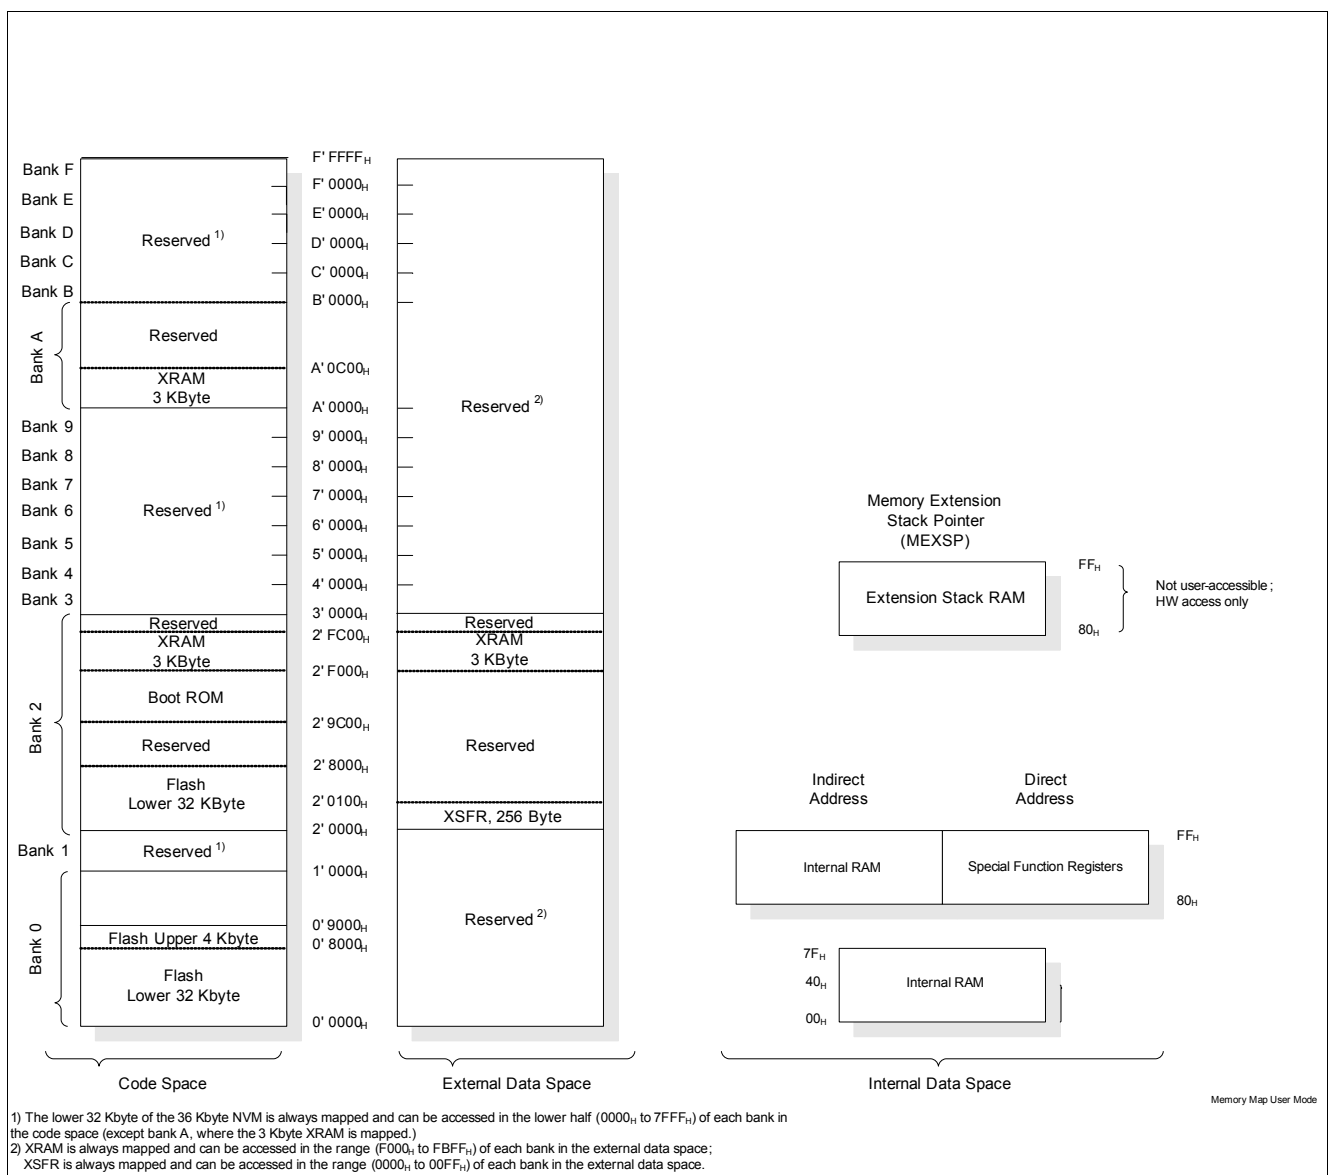 F' FFFFH
Bank F
F' 0000H
Bank E
E' 0000H
Bank D
Reserved 1)
D' 0000H
Bank C
C' 0000H
Bank B
B' 0000H
Bank A
Reserved
A' 0C00H
XRAM
3 KByte
A' 0000H
Reserved 2)
Bank 9
9' 0000H
Bank 8
8' 0000H
Bank 7
7' 0000H
Bank 6
Reserved 1)
6' 0000H
Bank 5
5' 0000H
Bank 4
4' 0000H
Bank 3
3' 0000H
Bank 2
Reserved
2' FC00H
XRAM
3 KByte
2' F000H
Boot ROM
2' 9C00H
Reserved
2' 8000H
Flash
Lower 32 KByte
2' 0100H
2' 0000H
Reserved
XRAM
3 KByte
Reserved
XSFR, 256 Byte
Bank 1
Reserved 1)
1' 0000H
Bank 0
0' 9000H
Flash Upper 4 Kbyte
0' 8000H
Flash
Lower 32 Kbyte
0' 0000H
Reserved 2)
Memory Extension
Stack Pointer
(MEXSP)
Extension Stack RAM
FFH
80H
Not user-accessible ;
HW access only
Indirect
Address
Direct
Address
Internal RAM
Special Function Registers
FFH
80H
7FH
40H
00H
Internal RAM
Code Space
External Data Space
Internal Data Space
Memory Map User Mode
1) The lower 32 Kbyte of the 36 Kbyte NVM is always mapped and can be accessed in the lower half (0000H to 7FFFH) of each bank in
the code space (except bank A, where the 3 Kbyte XRAM is mapped.)
2) XRAM is always mapped and can be accessed in the range (F000H to FBFFH) of each bank in the external data space;
XSFR is always mapped and can be accessed in the range (0000H to 00FFH) of each bank in the external data space.